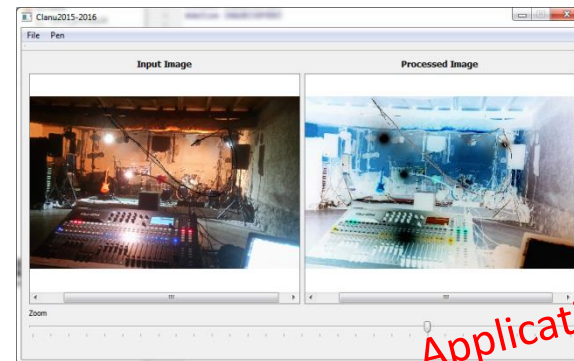 Clanu2015-2016
File Pen
Input Image
Processed Image
Zoom
Applicat